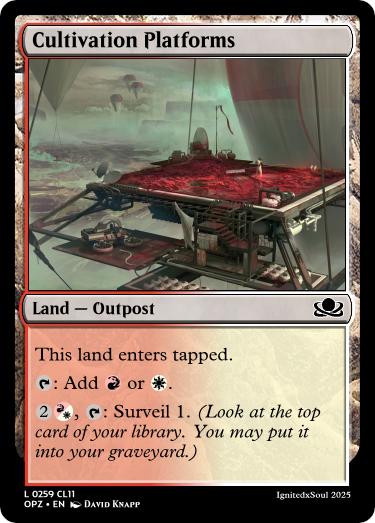 Cultivation Platforms
Land — Outpost
This land enters tapped.
: Add or .
2 , : Surveil 1. (Look at the top
card of your library. You may put it
into your graveyard.)
L 0259 CL11
OPZ • EN David Knapp
IgnitedxSoul 2025